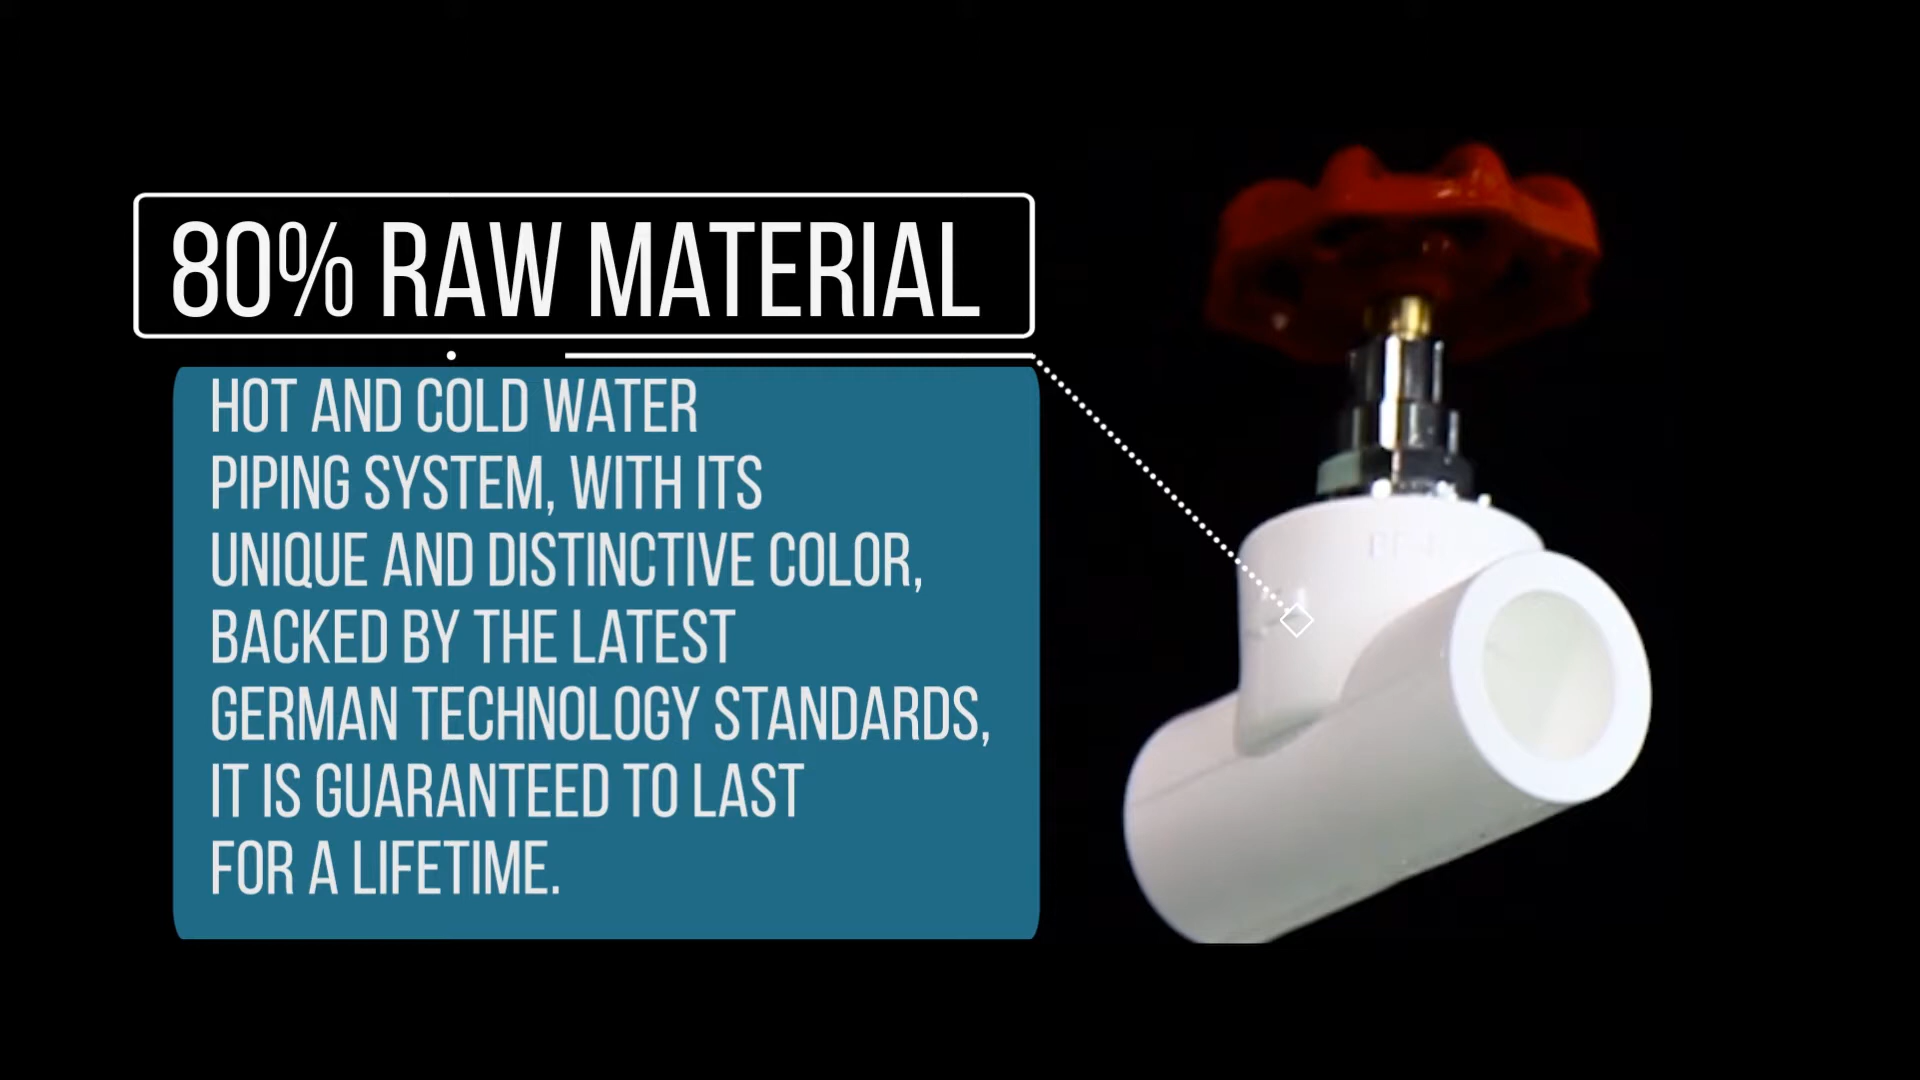 80% RAW MATERIAL
HOT AND COLD WATER
PIPING SYSTEM, WITH ITS
UNIQUE AND DISTINCTIVE COLOR,
BACKED BY THE LATEST
GERMAN TECHNOLOGY STANDARDS,
IT IS GUARANTEED TO LAST
FOR A LIFETIME.